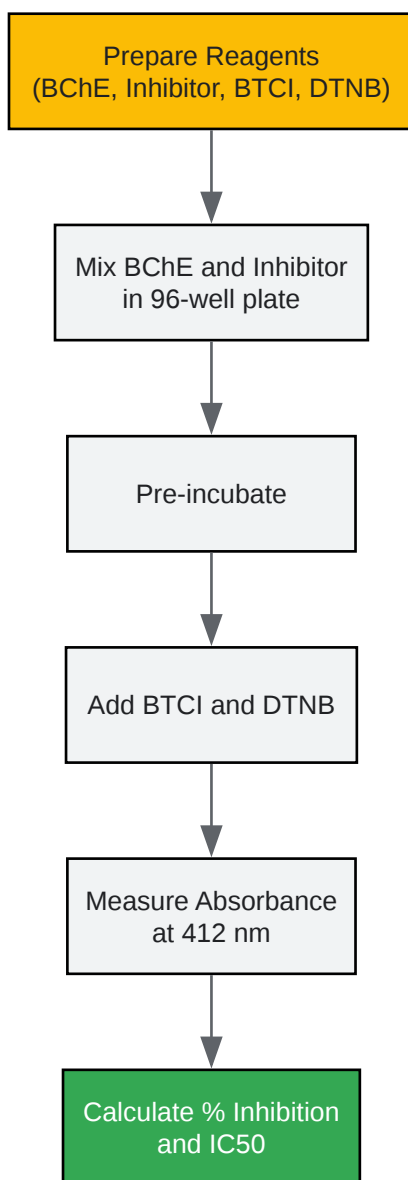 Prepare Reagents
(BChE, Inhibitor, BTCI, DTNB)
Mix BChE and Inhibitor
in 96-well plate
Pre-incubate
Add BTCI and DTNB
Measure Absorbance
at 412 nm
Calculate % Inhibition
and IC50